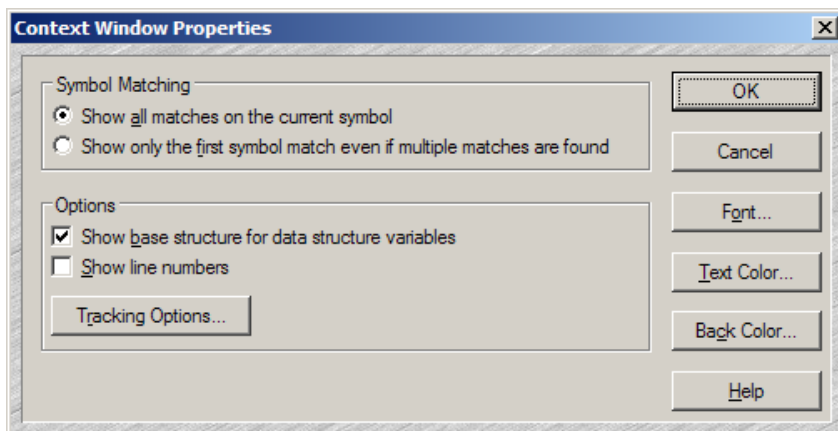 Context Window Properties
Symbol Matching
Show all matches on the current symbol
Show only the first symbol match even if multiple matches are found
Options
Show base structure for data structure variables
Show line numbers
Tracking Options...
OK
Cancel
Font...
Text Color...
Back Color...
Help